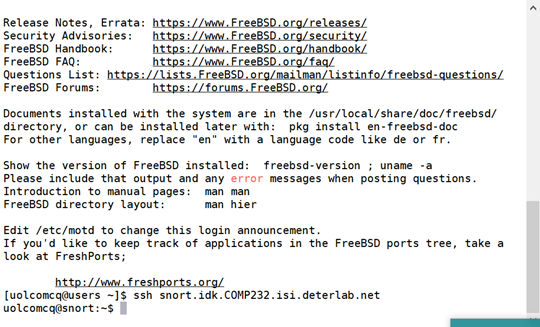 Release Notes, Errata: https://www.FreeBSD.org/releases/
Security Advisories:   https://www.FreeBSD.org/security/
FreeBSD Handbook:      https://www.FreeBSD.org/handbook/
FreeBSD FAQ:           https://www.FreeBSD.org/faq/
Questions List: https://lists.FreeBSD.org/mailman/listinfo/freebsd-questions/
FreeBSD Forums:        https://forums.FreeBSD.org/
Documents installed with the system are in the /usr/local/share/doc/freebsd/
directory, or can be installed later with:  pkg install en-freebsd-doc
For other languages, replace "en" with a language code like de or fr.
Show the version of FreeBSD installed:  freebsd-version ; uname -a
Please include that output and any error messages when posting questions.
Introduction to manual pages:  man man
FreeBSD directory layout:      man hier
Edit /etc/motd to change this login announcement.
If you'd like to keep track of applications in the FreeBSD ports tree, take a
look at FreshPorts;
http://www.freshports.org/
[uolcomcq@users ~]$ ssh snort.idk.COMP232.isi.deterlab.net
uolcomcq@snort:~$